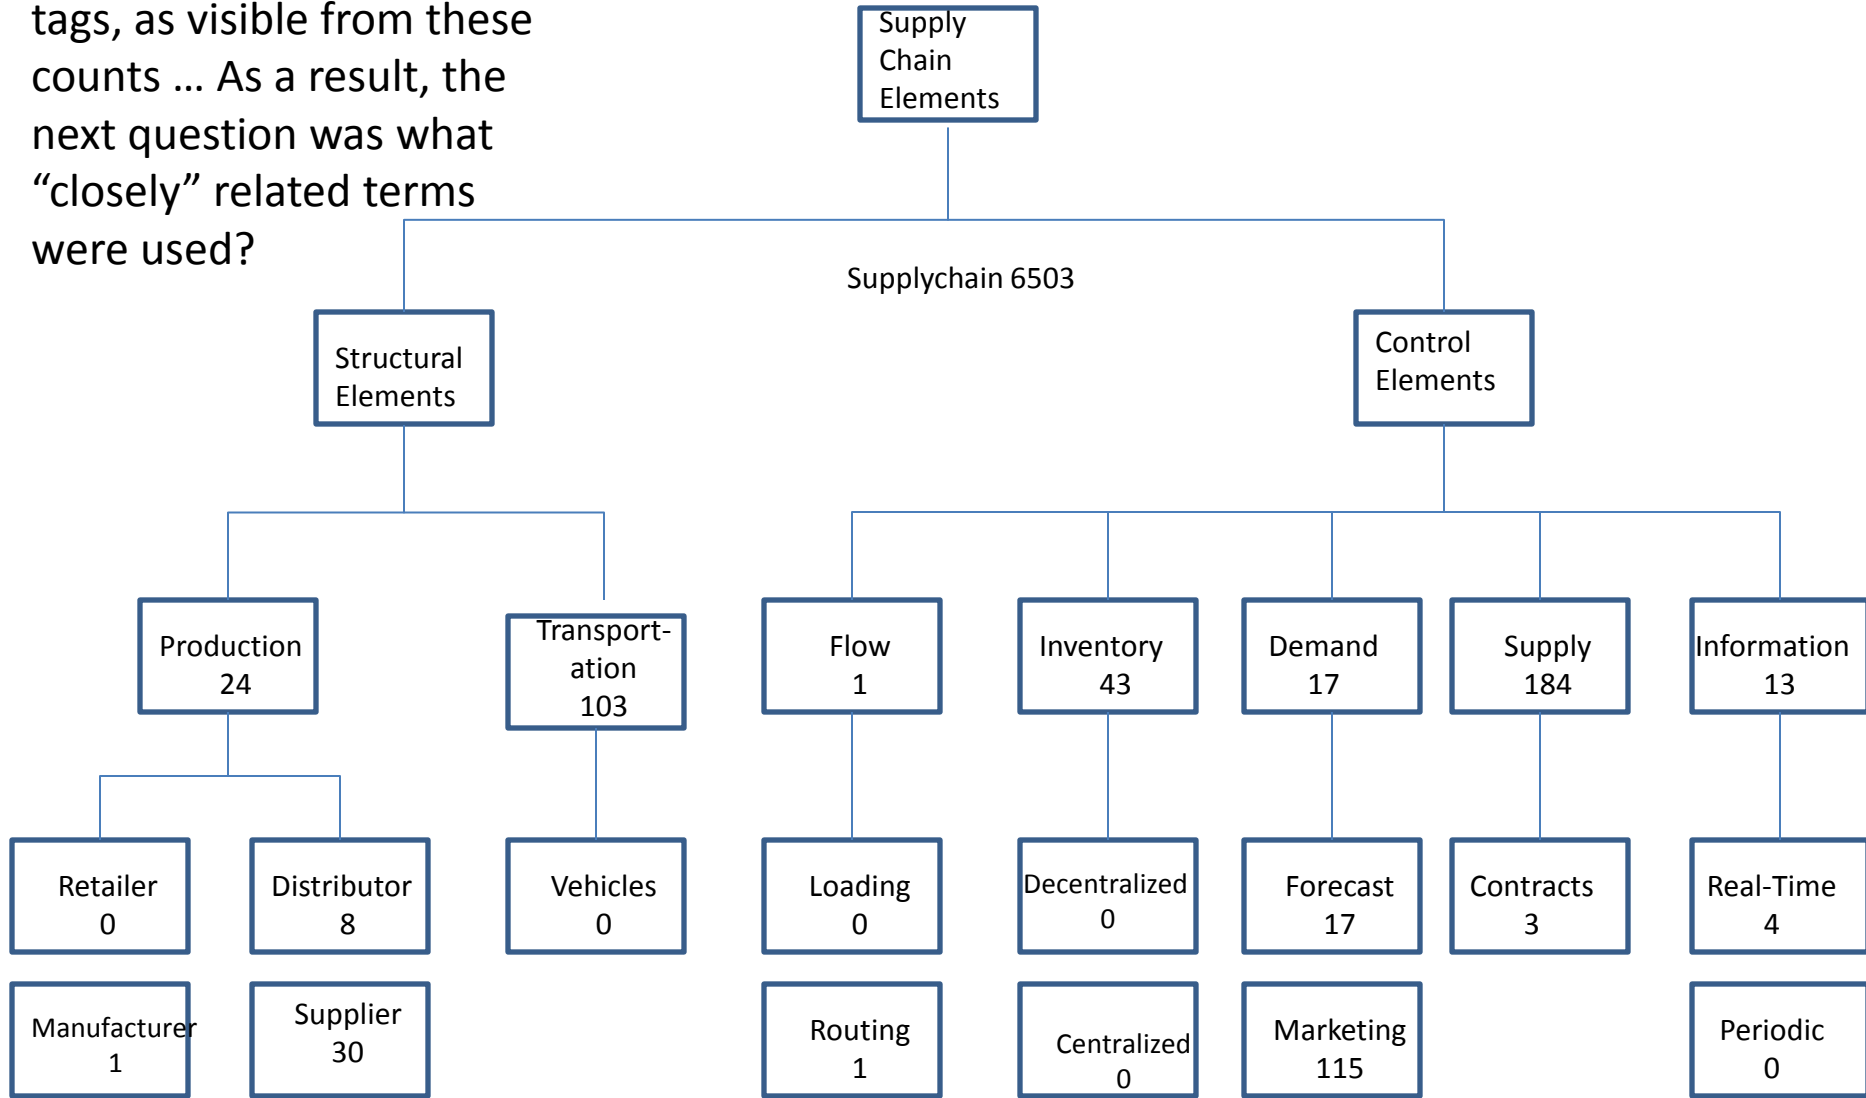 tags, as visible from these
counts … As a result, the
next question was what
“closely” related terms
were used?
Supply
Chain
Elements
Supplychain 6503
Structural
Elements
Control
Elements
Production
24
Transport-
ation
103
Flow
1
Inventory
43
Demand
17
Supply
184
Information
13
Retailer
0
Distributor
8
Vehicles
0
Loading
0
Decentralized
0
Forecast
17
Contracts
3
Real-Time
4
Manufacturer
1
Supplier
30
Routing
1
Centralized
0
Marketing
115
Periodic
0